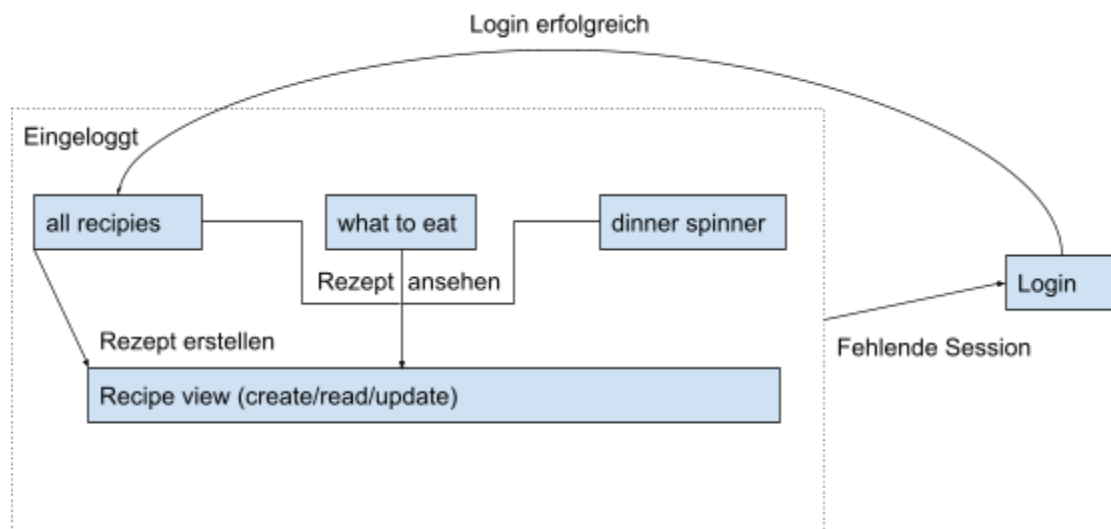 Login erfolgreich
Eingeloggt
all recipies
what to eat
dinner spinner
Rezept ansehen
Login
Rezept erstellen
Fehlende Session
Recipe view (create/read/update)